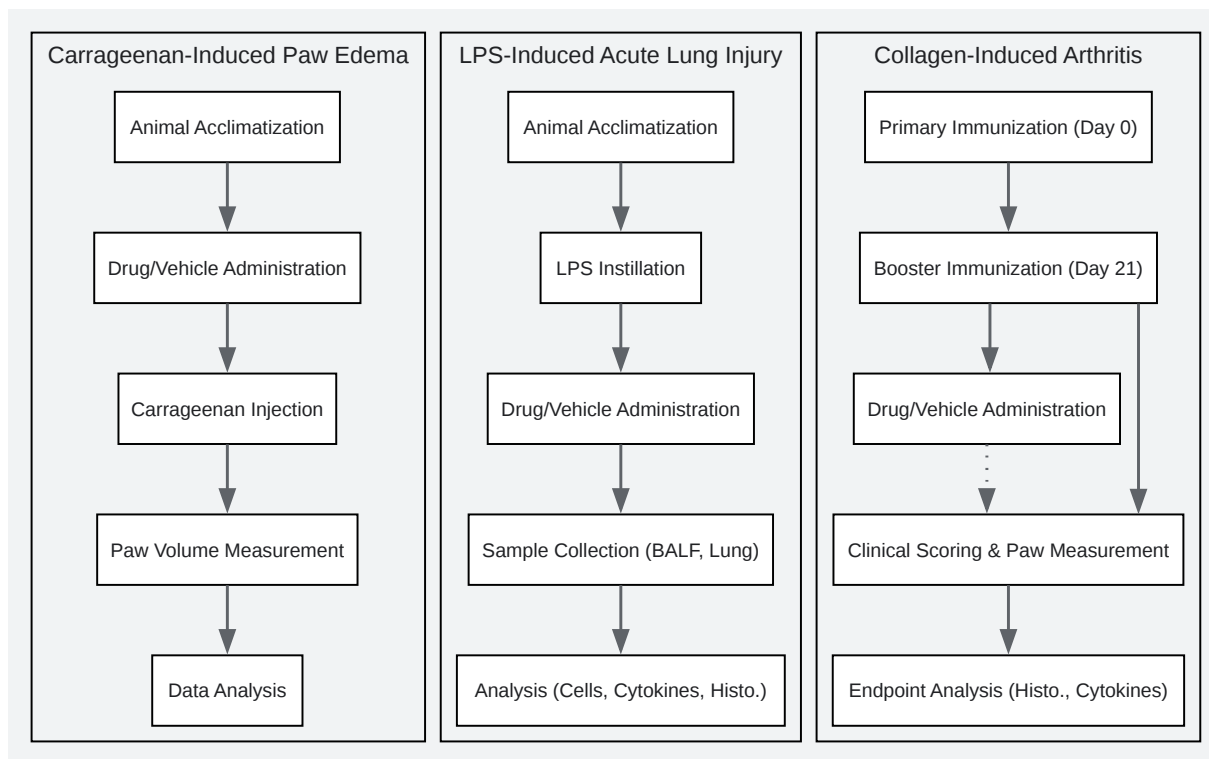 Carrageenan-Induced Paw Edema
Animal Acclimatization
Drug/Vehicle Administration
Carrageenan Injection
Paw Volume Measurement
Data Analysis
LPS-Induced Acute Lung Injury
Animal Acclimatization
LPS Instillation
Drug/Vehicle Administration
Sample Collection (BALF, Lung)
Analysis (Cells, Cytokines, Histo.)
Collagen-Induced Arthritis
Primary Immunization (Day 0)
Booster Immunization (Day 21)
Drug/Vehicle Administration
Clinical Scoring & Paw Measurement
Endpoint Analysis (Histo., Cytokines)